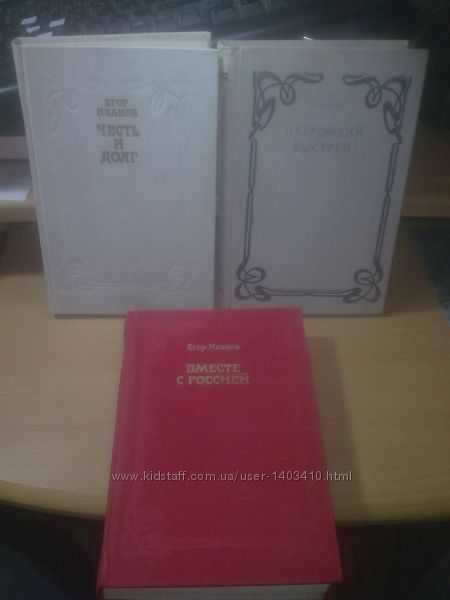 ЕГОР
ИВАНОВ
ЧЕСТЬ
И
ДОЛГ
НЕГРОМКИЙ
ВЫСТРЕЛ
Егор Иванов
ВМЕСТЕ
С РОССИЕЙ
www.kidstaff.com.ua/user-1403410.html